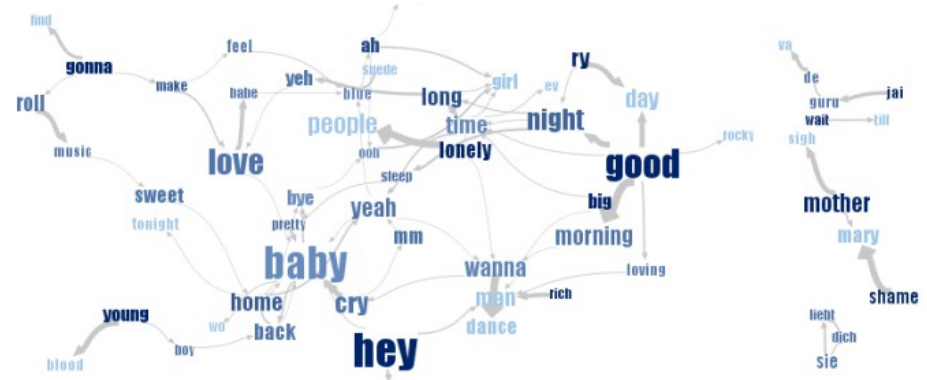 find
gonna
roll
music
make
feel
ah
suede
yeh
babe
blue
girl
ry
ev
long
day
people
time
night
lonely
ooh
rocky
love
good
sleep
sweet
bye
yeah
big
tonight
pretty
mm
morning
baby
wanna
loving
home
cry
men
rich
dance
young
wo
back
hey
boy
blood
va
de
guru
jai
wait
till
sigh
mother
mary
shame
liebt
dich
sie